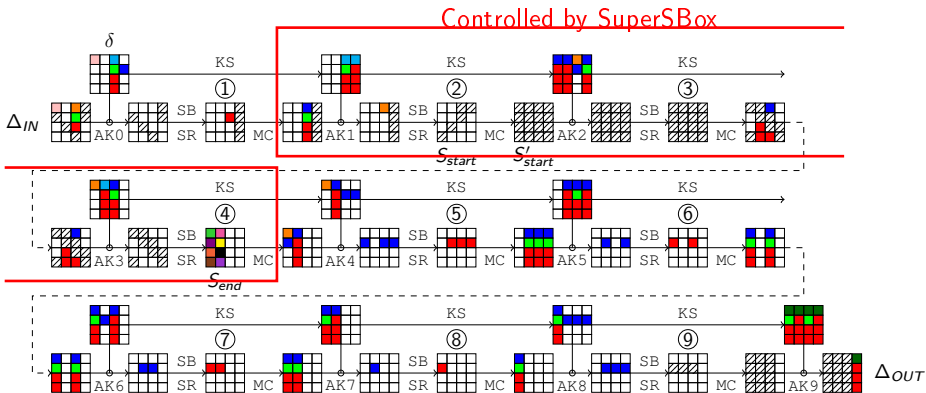 Controlled by SuperSBox
δ
KS KS KS
① ② ③
Δ_IN AK0 SB SR MC AK1 SB SR MC AK2 SB SR MC
S_start S'_start
KS KS KS
④ ⑤ ⑥
AK3 SB SR MC AK4 SB SR MC AK5 SB SR MC
S_end
KS KS KS
⑦ ⑧ ⑨
AK6 SB SR MC AK7 SB SR MC AK8 SB SR MC AK9 Δ_OUT